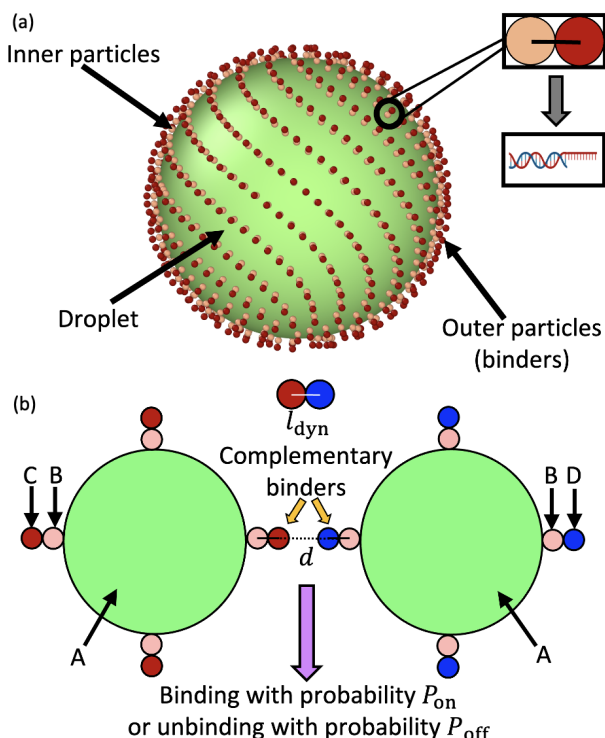 (a)
Inner particles
Droplet
Outer particles
(binders)
(b)
l_dyn
Complementary
binders
C B
B D
d
A
A
Binding with probability P_on
or unbinding with probability P_off